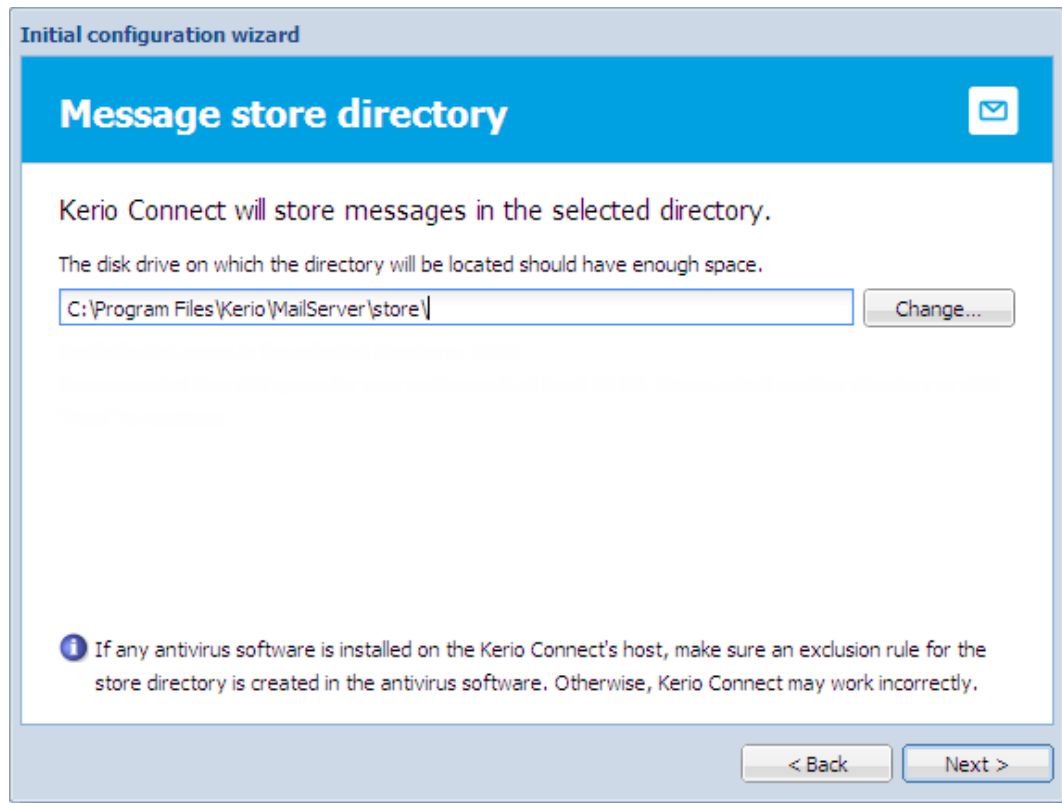 Initial configuration wizard
Message store directory
Kerio Connect will store messages in the selected directory.
The disk drive on which the directory will be located should have enough space.
C:\Program Files\Kerio\MailServer\store\
Change...
If any antivirus software is installed on the Kerio Connect's host, make sure an exclusion rule for the
store directory is created in the antivirus software. Otherwise, Kerio Connect may work incorrectly.
< Back
Next >